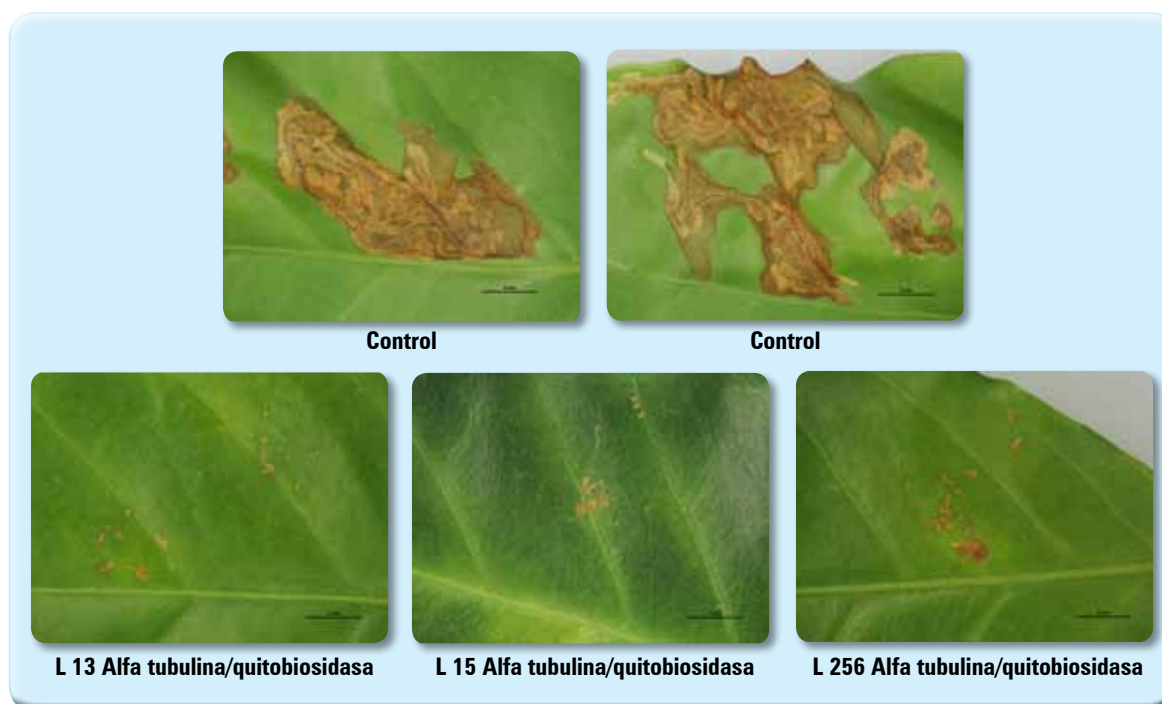 Control
Control
L 13 Alfa tubulina/quitobiosidasa
L 15 Alfa tubulina/quitobiosidasa
L 256 Alfa tubulina/quitobiosidasa